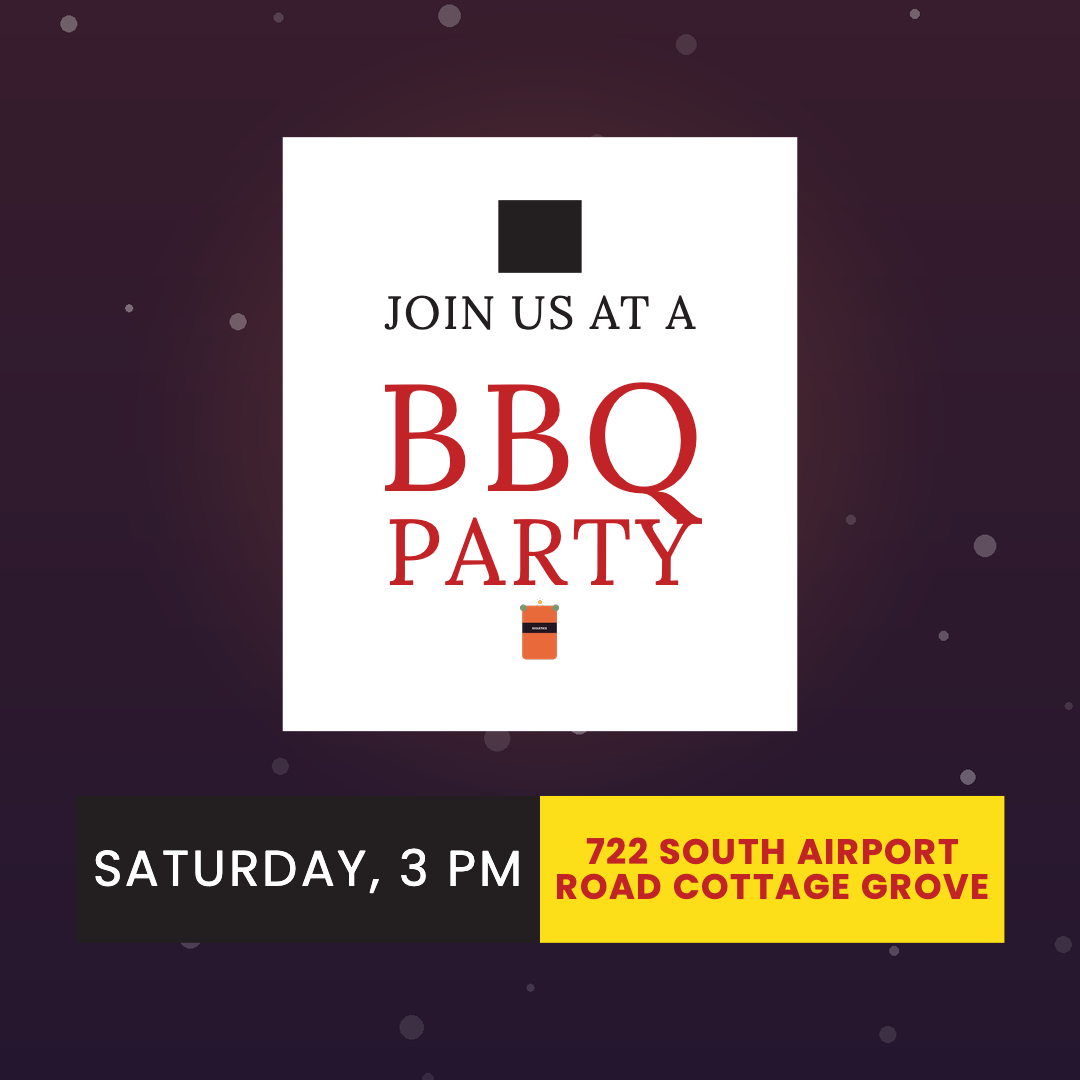 JOIN US AT A
BBQ
PARTY
SATURDAY, 3 PM
722 SOUTH AIRPORT
ROAD COTTAGE GROVE